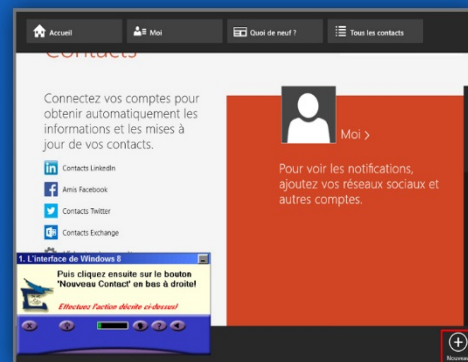 Accueil
Moi
Quoi de neuf ?
Tous les contacts
Contacts
Connectez vos comptes pour
obtenir automatiquement les
informations et les mises à
jour de vos contacts.
Contacts LinkedIn
Amis Facebook
Contacts Twitter
Contacts Exchange
Moi >
Pour voir les notifications,
ajoutez vos réseaux sociaux et
autres comptes.
1. L'interface de Windows 8
Puis cliquez ensuite sur le bouton
'Nouveau Contact' en bas à droite!
Effectuez l'action décrite ci-dessus!
Nouveau